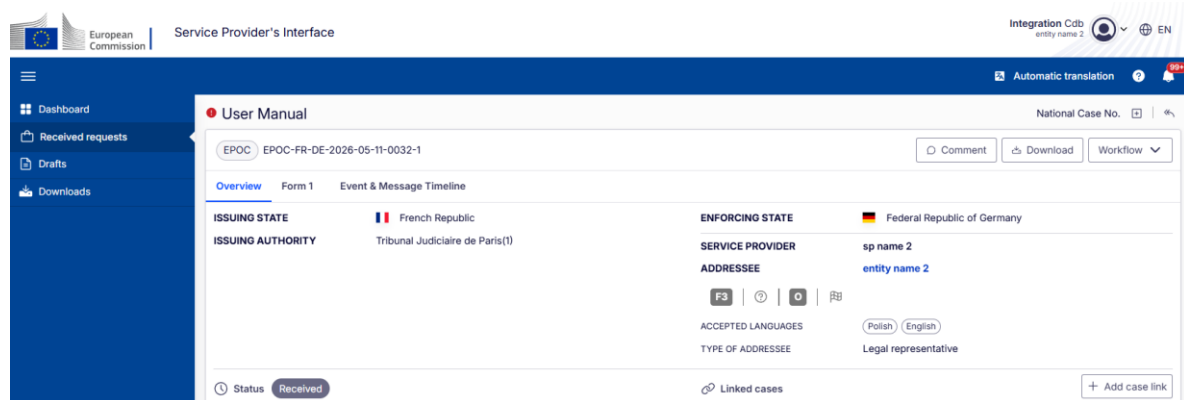 European
Commission
Service Provider's Interface
Integration Cdb
entity name 2
EN
Automatic translation
99+
Dashboard
Received requests
Drafts
Downloads
User Manual
National Case No.
EPOC EPOC-FR-DE-2026-05-11-0032-1
Comment
Download
Workflow
Overview Form 1 Event & Message Timeline
ISSUING STATE French Republic
ENFORCING STATE Federal Republic of Germany
ISSUING AUTHORITY Tribunal Judiciaire de Paris(1)
SERVICE PROVIDER sp name 2
ADDRESSEE entity name 2
F3 O
ACCEPTED LANGUAGES Polish English
TYPE OF ADDRESSEE Legal representative
Status Received
Linked cases
+ Add case link